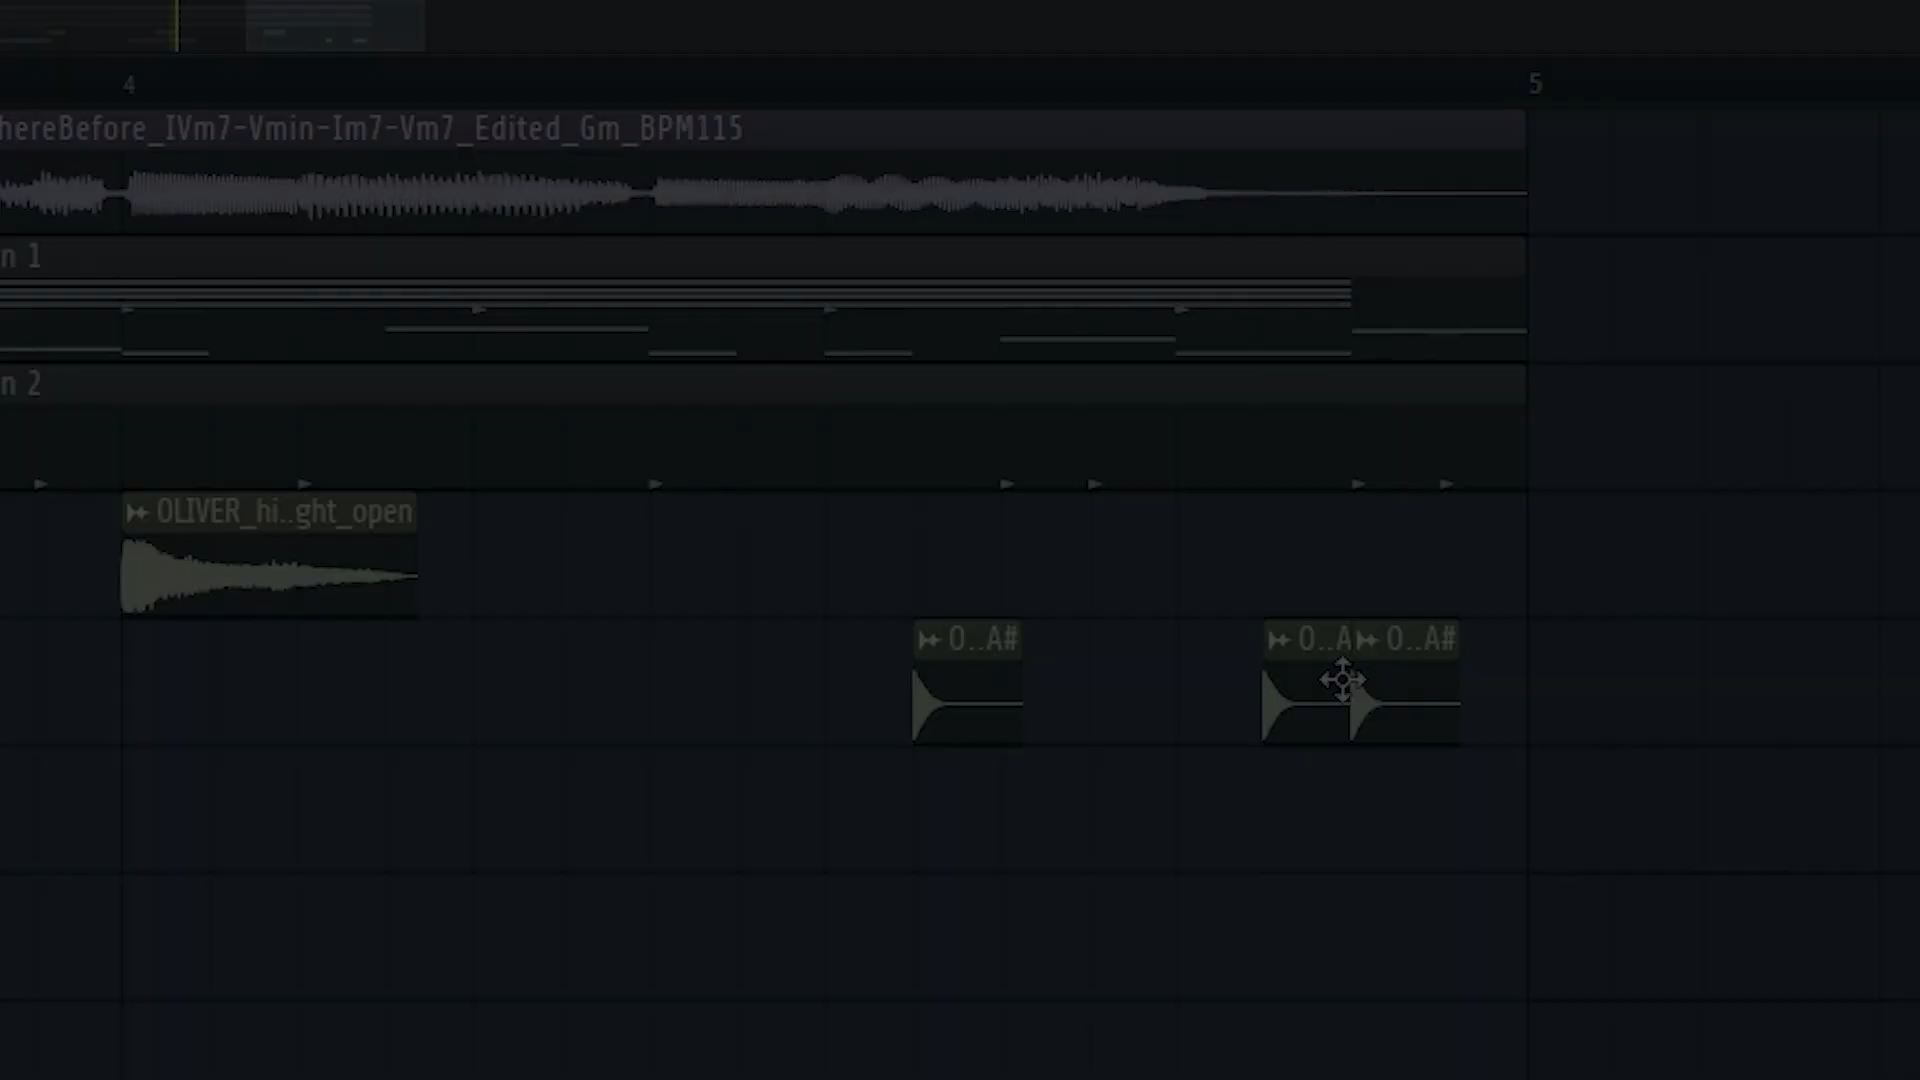 4 5
hereBefore_IVm7-Vmin-Im7-Vm7_Edited_Gm_BPM115
n 1
n 2
OLIVER_hi..ght_open
O..A# O..A O..A#